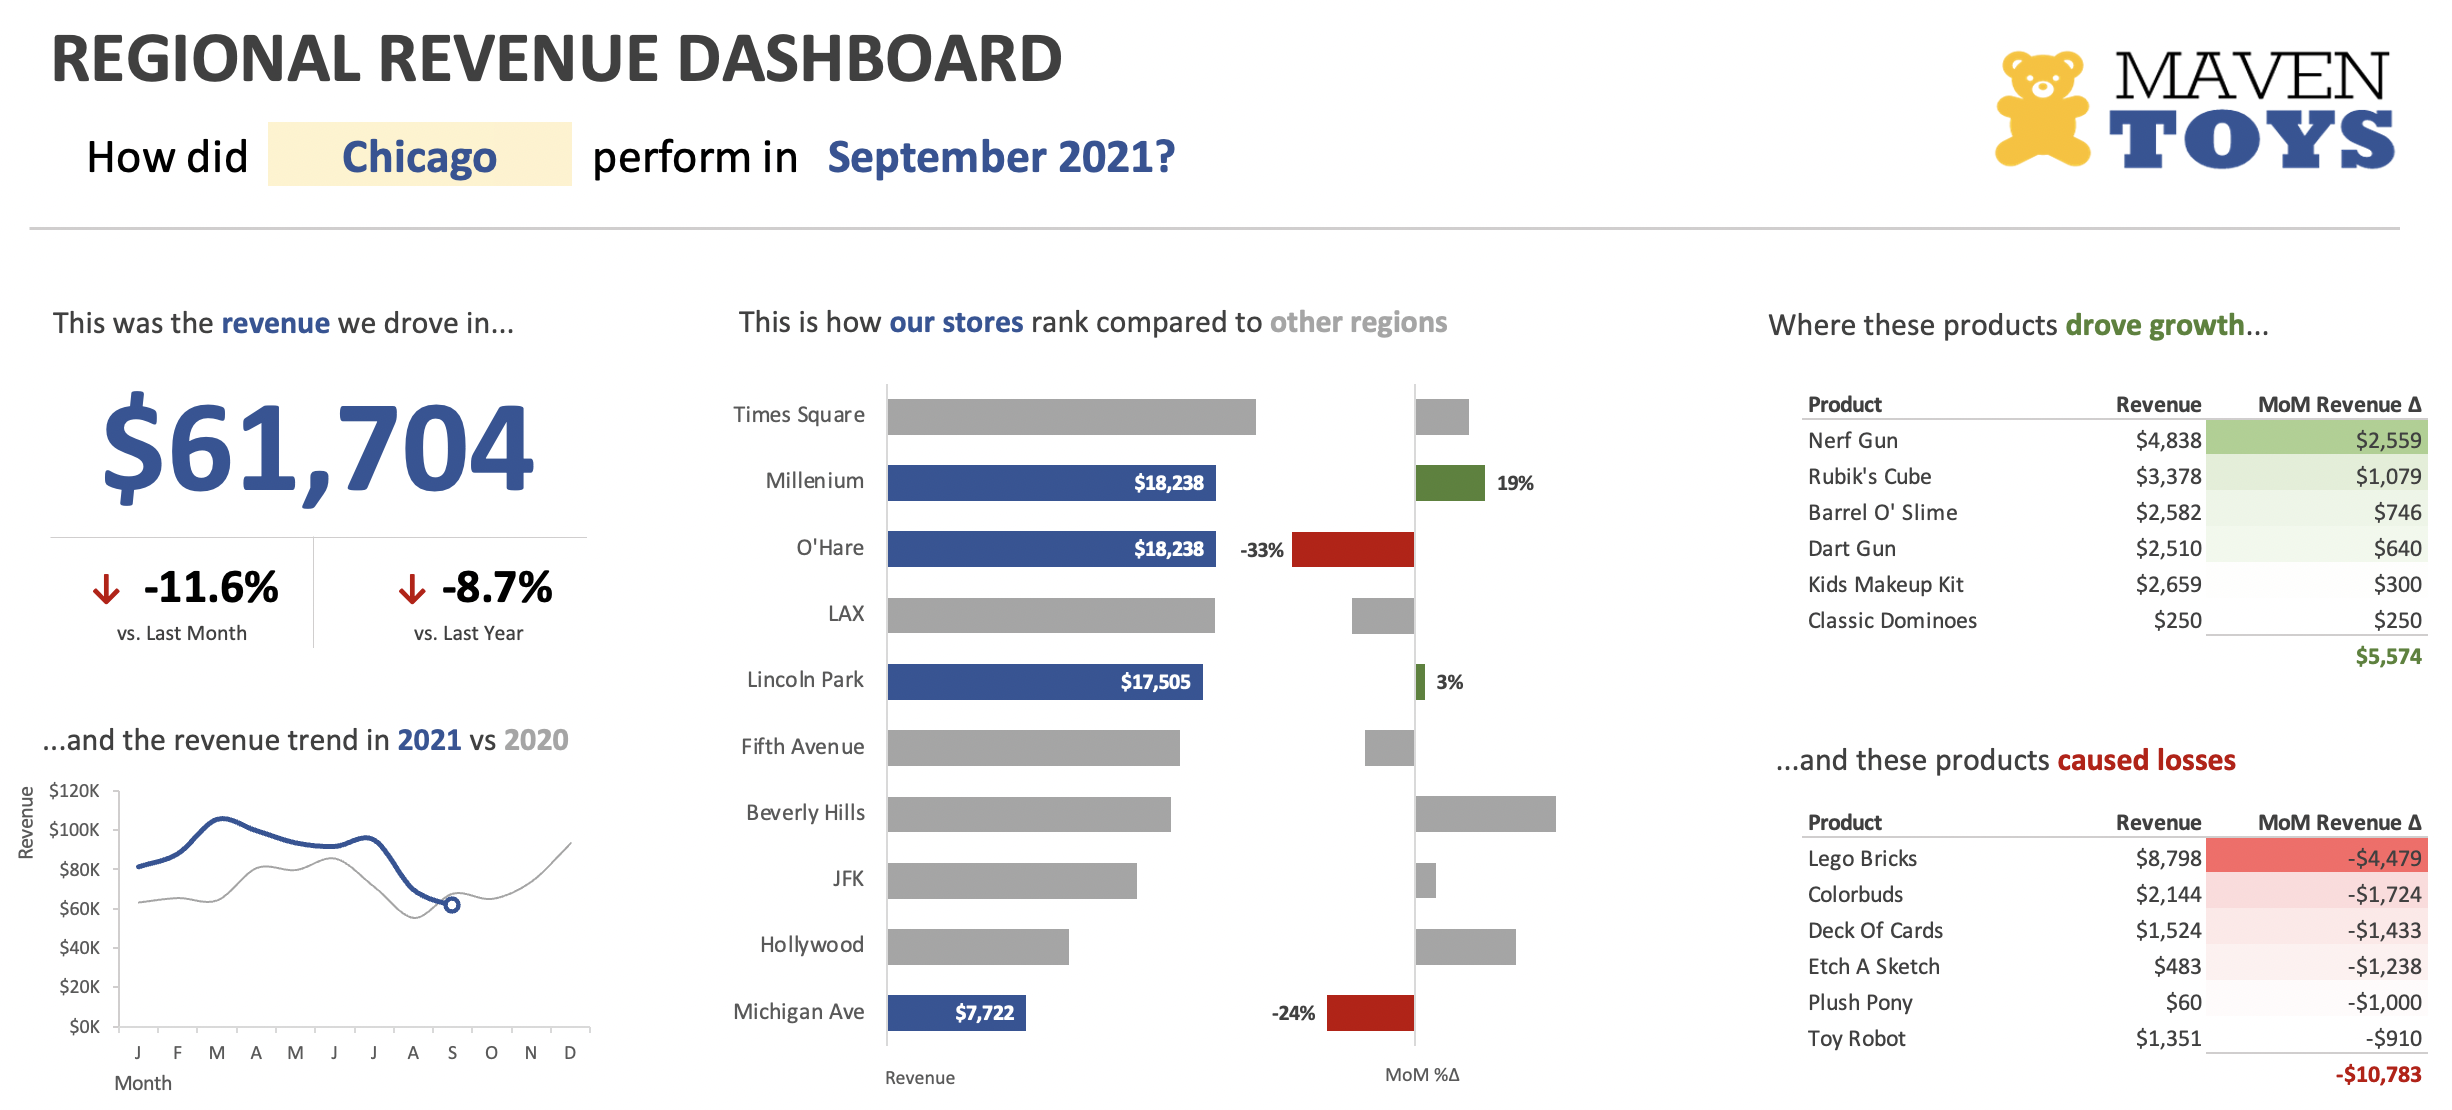 REGIONAL REVENUE DASHBOARD
MAVEN
TOYS
How did Chicago perform in September 2021?
This was the revenue we drove in...
$61,704
-11.6%
vs. Last Month
-8.7%
vs. Last Year
...and the revenue trend in 2021 vs 2020
Revenue
$120K
$100K
$80K
$60K
$40K
$20K
$0K
J F M A M J J A S O N D
Month
This is how our stores rank compared to other regions
Times Square
Millenium $18,238 19%
O'Hare $18,238 -33%
LAX
Lincoln Park $17,505 3%
Fifth Avenue
Beverly Hills
JFK
Hollywood
Michigan Ave $7,722 -24%
Revenue MoM %Δ
Where these products drove growth...
Product Revenue MoM Revenue Δ
Nerf Gun $4,838 $2,559
Rubik's Cube $3,378 $1,079
Barrel O' Slime $2,582 $746
Dart Gun $2,510 $640
Kids Makeup Kit $2,659 $300
Classic Dominoes $250 $250
$5,574
...and these products caused losses
Product Revenue MoM Revenue Δ
Lego Bricks $8,798 -$4,479
Colorbuds $2,144 -$1,724
Deck Of Cards $1,524 -$1,433
Etch A Sketch $483 -$1,238
Plush Pony $60 -$1,000
Toy Robot $1,351 -$910
-$10,783